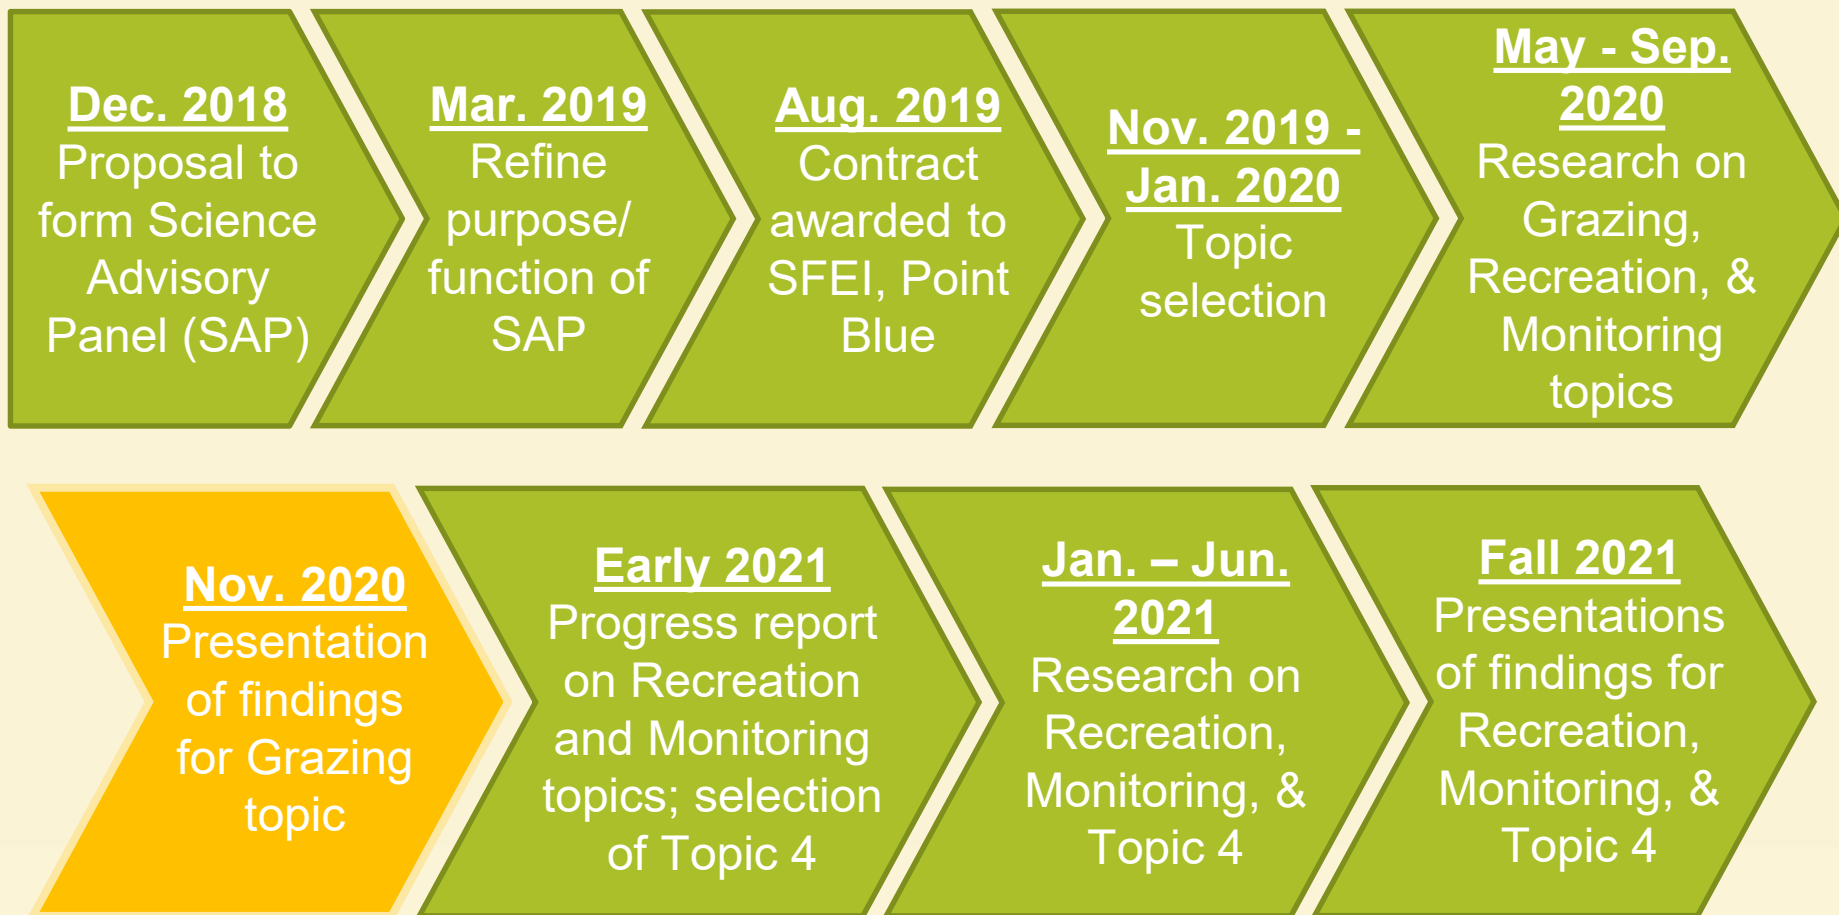 Dec. 2018
Proposal to
form Science
Advisory
Panel (SAP)
Mar. 2019
Refine
purpose/
function of
SAP
Aug. 2019
Contract
awarded to
SFEI, Point
Blue
Nov. 2019 -
Jan. 2020
Topic
selection
May - Sep.
2020
Research on
Grazing,
Recreation, &
Monitoring
topics
Nov. 2020
Presentation
of findings
for Grazing
topic
Early 2021
Progress report
on Recreation
and Monitoring
topics; selection
of Topic 4
Jan. – Jun.
2021
Research on
Recreation,
Monitoring, &
Topic 4
Fall 2021
Presentations
of findings for
Recreation,
Monitoring, &
Topic 4